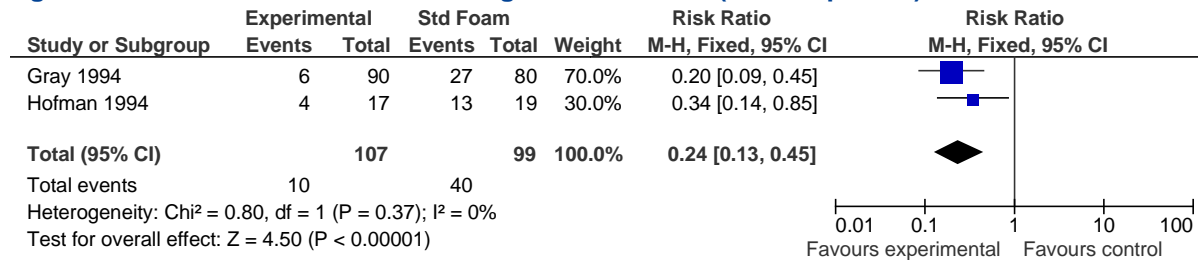 Experimental Std Foam Risk Ratio Risk Ratio
Study or Subgroup Events Total Events Total Weight M-H, Fixed, 95% CI M-H, Fixed, 95% CI
Gray 1994 6 90 27 80 70.0% 0.20 [0.09, 0.45]
Hofman 1994 4 17 13 19 30.0% 0.34 [0.14, 0.85]
Total (95% CI) 107 99 100.0% 0.24 [0.13, 0.45]
Total events 10 40
Heterogeneity: Chi² = 0.80, df = 1 (P = 0.37); I² = 0%
Test for overall effect: Z = 4.50 (P < 0.00001)
0.01 0.1 1 10 100
Favours experimental Favours control